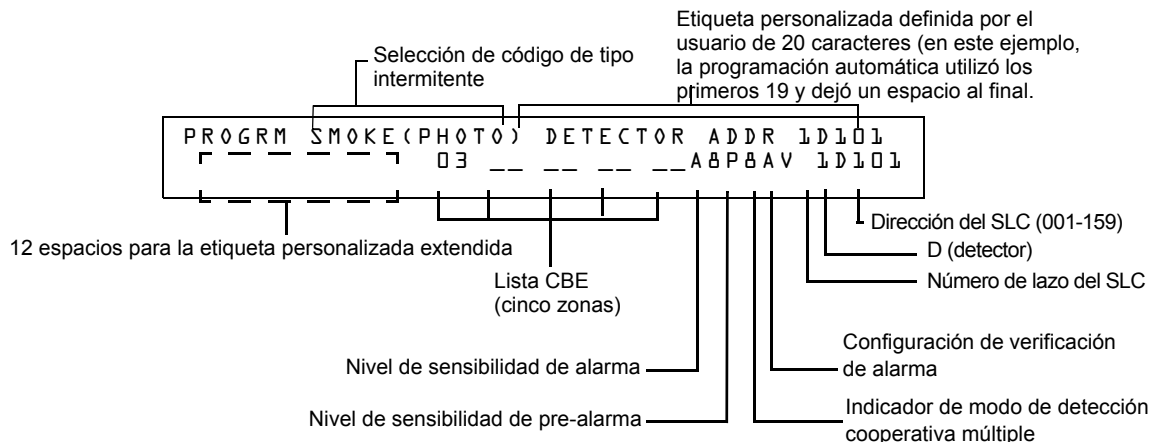 Etiqueta personalizada definida por el
usuario de 20 caracteres (en este ejemplo,
la programación automática utilizó los
primeros 19 y dejó un espacio al final.
Selección de código de tipo
intermitente
PROGRM SMOKE(PHOTO) DETECTOR ADDR 1D101
03 __ __ __ __A8P8AV 1D101
Dirección del SLC (001-159)
12 espacios para la etiqueta personalizada extendida
D (detector)
Lista CBE
(cinco zonas)
Número de lazo del SLC
Configuración de verificación
de alarma
Nivel de sensibilidad de alarma
Indicador de modo de detección
cooperativa múltiple
Nivel de sensibilidad de pre-alarma